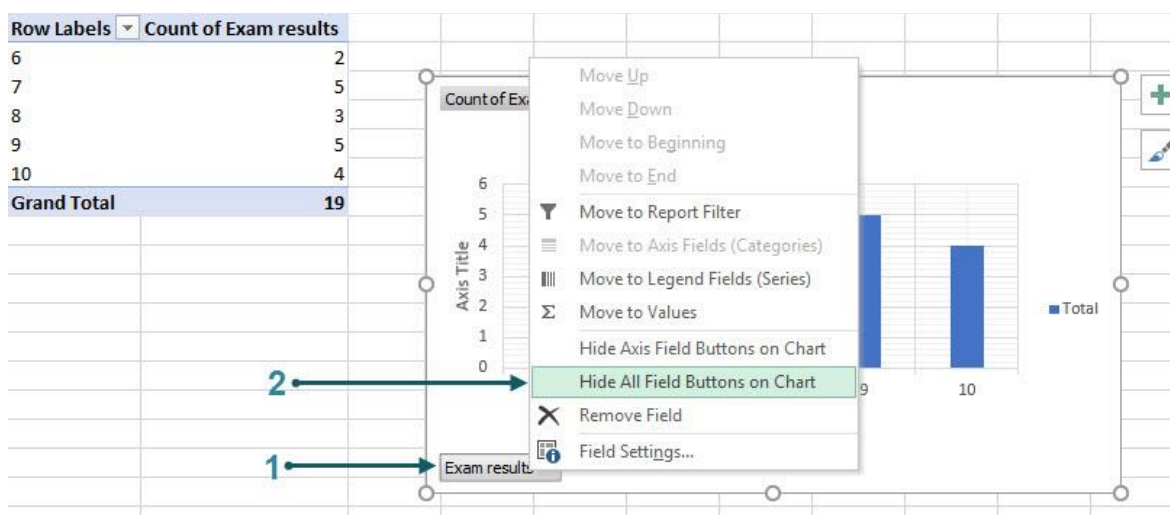 Row Labels Count of Exam results
6 2
7 5
8 3
9 5
10 4
Grand Total 19
Count of Exa
Axis Title
6
5
4
3
2
1
0
9 10
Total
Move Up
Move Down
Move to Beginning
Move to End
Move to Report Filter
Move to Axis Fields (Categories)
Move to Legend Fields (Series)
Move to Values
Hide Axis Field Buttons on Chart
Hide All Field Buttons on Chart
Remove Field
Field Settings...
2
1
Exam results